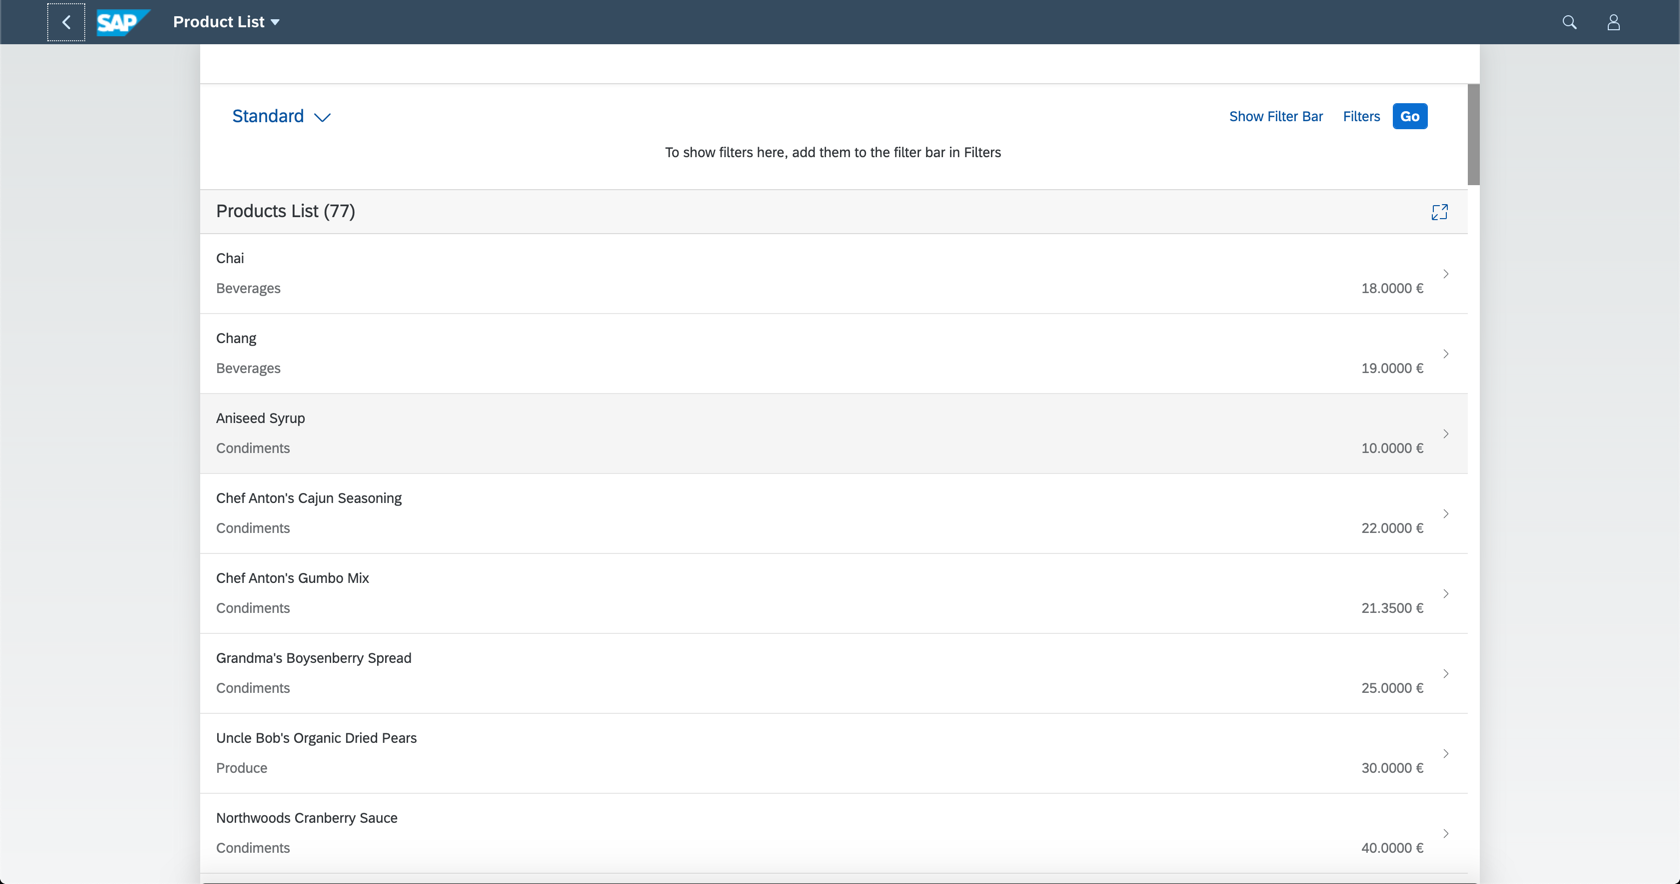 SAP Product List
Standard Show Filter Bar Filters Go
To show filters here, add them to the filter bar in Filters
Products List (77)
Chai
Beverages 18.0000 €
Chang
Beverages 19.0000 €
Aniseed Syrup
Condiments 10.0000 €
Chef Anton's Cajun Seasoning
Condiments 22.0000 €
Chef Anton's Gumbo Mix
Condiments 21.3500 €
Grandma's Boysenberry Spread
Condiments 25.0000 €
Uncle Bob's Organic Dried Pears
Produce 30.0000 €
Northwoods Cranberry Sauce
Condiments 40.0000 €